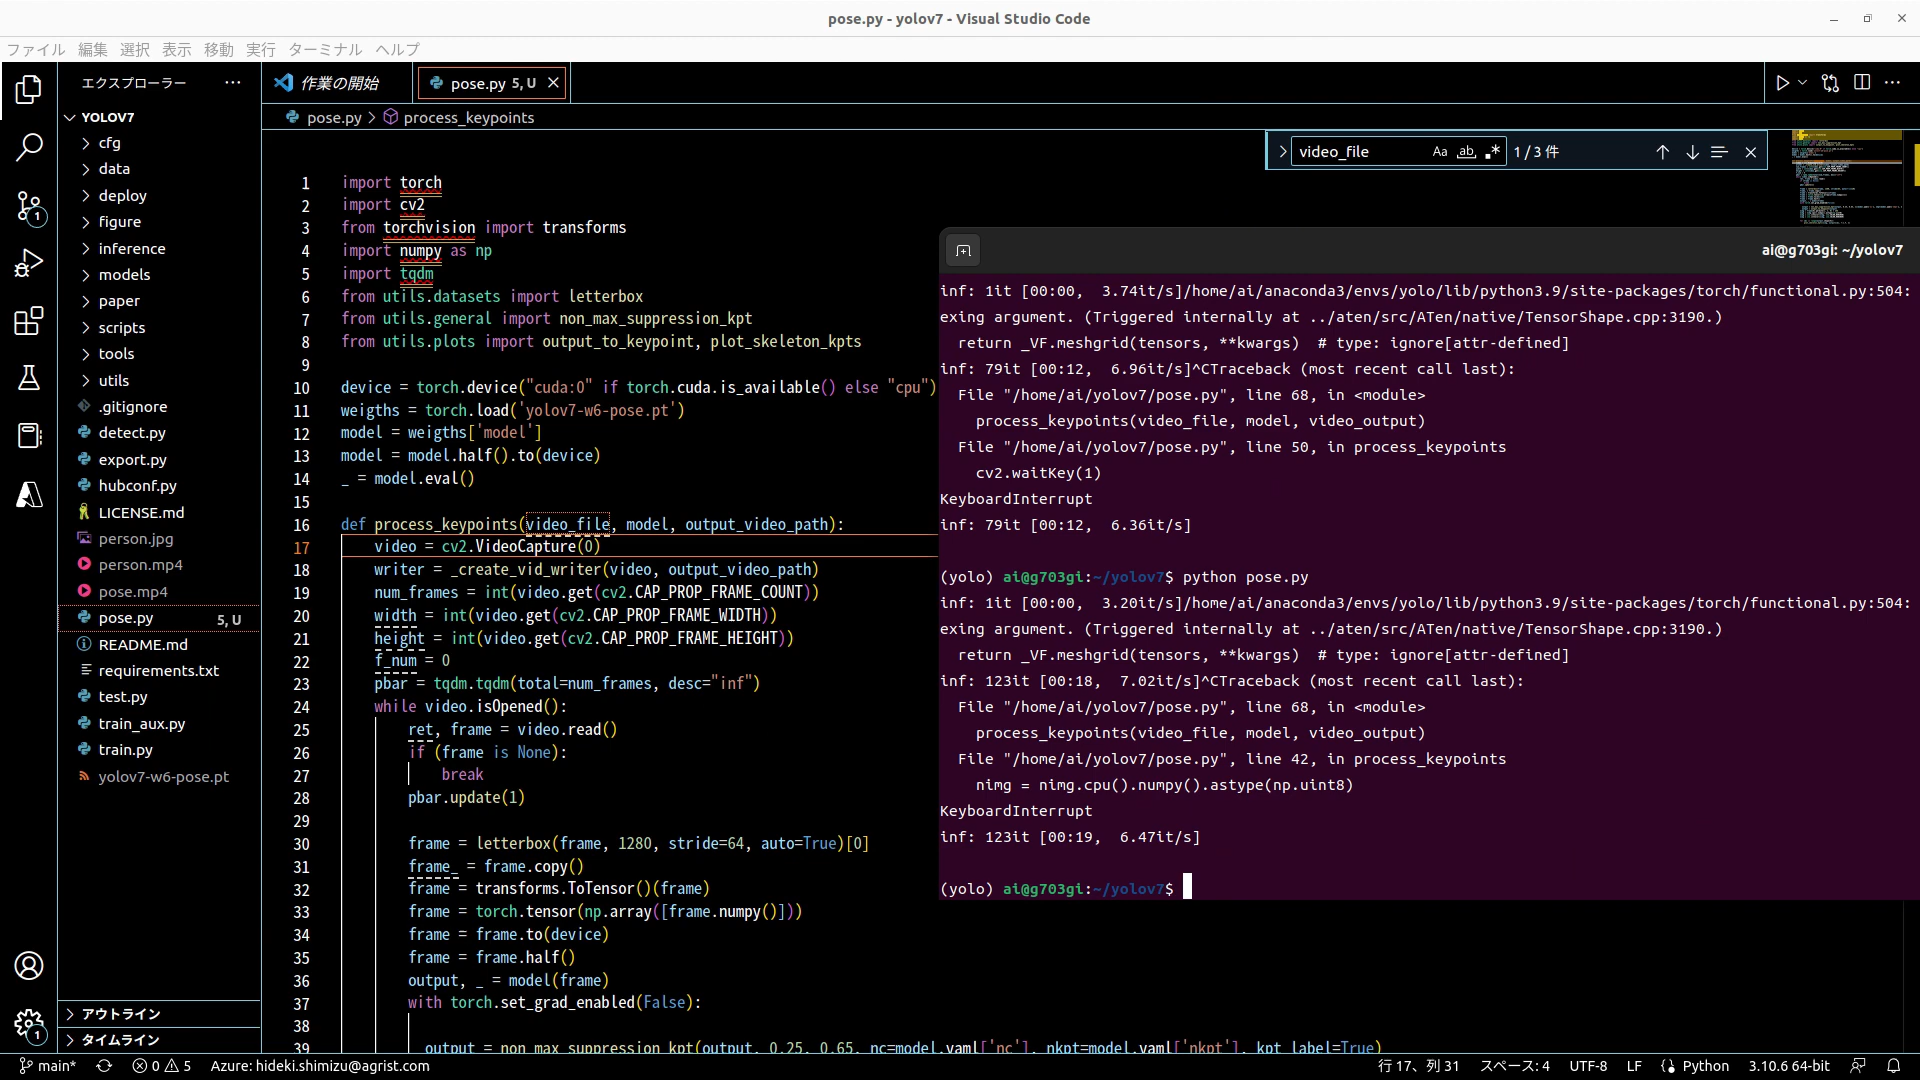 pose.py - yolov7 - Visual Studio Code
ファイル 編集 選択 表示 移動 実行 ターミナル ヘルプ
エクスプローラー
作業の開始
pose.py 5, U
pose.py > process_keypoints
YOLOV7
cfg
data
deploy
figure
inference
models
paper
scripts
tools
utils
.gitignore
detect.py
export.py
hubconf.py
LICENSE.md
person.jpg
person.mp4
pose.mp4
pose.py 5, U
README.md
requirements.txt
test.py
train_aux.py
train.py
yolov7-w6-pose.pt
アウトライン
タイムライン
1
1
video_file Aa ab .* 1 / 3 件
1 import torch
2 import cv2
3 from torchvision import transforms
4 import numpy as np
5 import tqdm
6 from utils.datasets import letterbox
7 from utils.general import non_max_suppression_kpt
8 from utils.plots import output_to_keypoint, plot_skeleton_kpts
9
10 device = torch.device("cuda:0" if torch.cuda.is_available() else "cpu")
11 weigths = torch.load('yolov7-w6-pose.pt')
12 model = weigths['model']
13 model = model.half().to(device)
14 _ = model.eval()
15
16 def process_keypoints(video_file, model, output_video_path):
17 video = cv2.VideoCapture(0)
18 writer = _create_vid_writer(video, output_video_path)
19 num_frames = int(video.get(cv2.CAP_PROP_FRAME_COUNT))
20 width = int(video.get(cv2.CAP_PROP_FRAME_WIDTH))
21 height = int(video.get(cv2.CAP_PROP_FRAME_HEIGHT))
22 f_num = 0
23 pbar = tqdm.tqdm(total=num_frames, desc="inf")
24 while video.isOpened():
25 ret, frame = video.read()
26 if (frame is None):
27 break
28 pbar.update(1)
29
30 frame = letterbox(frame, 1280, stride=64, auto=True)[0]
31 frame_ = frame.copy()
32 frame = transforms.ToTensor()(frame)
33 frame = torch.tensor(np.array([frame.numpy()]))
34 frame = frame.to(device)
35 frame = frame.half()
36 output, _ = model(frame)
37 with torch.set_grad_enabled(False):
38
39 output = non_max_suppression_kpt(output, 0.25, 0.65, nc=model.yaml['nc'], nkpt=model.yaml['nkpt'], kpt_label=True)
ai@g703gi: ~/yolov7
inf: 1it [00:00, 3.74it/s]/home/ai/anaconda3/envs/yolo/lib/python3.9/site-packages/torch/functional.py:504:
exing argument. (Triggered internally at ../aten/src/ATen/native/TensorShape.cpp:3190.)
return _VF.meshgrid(tensors, **kwargs) # type: ignore[attr-defined]
inf: 79it [00:12, 6.96it/s]^CTraceback (most recent call last):
File "/home/ai/yolov7/pose.py", line 68, in <module>
process_keypoints(video_file, model, video_output)
File "/home/ai/yolov7/pose.py", line 50, in process_keypoints
cv2.waitKey(1)
KeyboardInterrupt
inf: 79it [00:12, 6.36it/s]
(yolo) ai@g703gi:~/yolov7$ python pose.py
inf: 1it [00:00, 3.20it/s]/home/ai/anaconda3/envs/yolo/lib/python3.9/site-packages/torch/functional.py:504:
exing argument. (Triggered internally at ../aten/src/ATen/native/TensorShape.cpp:3190.)
return _VF.meshgrid(tensors, **kwargs) # type: ignore[attr-defined]
inf: 123it [00:18, 7.02it/s]^CTraceback (most recent call last):
File "/home/ai/yolov7/pose.py", line 68, in <module>
process_keypoints(video_file, model, video_output)
File "/home/ai/yolov7/pose.py", line 42, in process_keypoints
nimg = nimg.cpu().numpy().astype(np.uint8)
KeyboardInterrupt
inf: 123it [00:19, 6.47it/s]
(yolo) ai@g703gi:~/yolov7$
main* 0 5 Azure: hideki.shimizu@agrist.com 行 17、列 31 スペース: 4 UTF-8 LF Python 3.10.6 64-bit